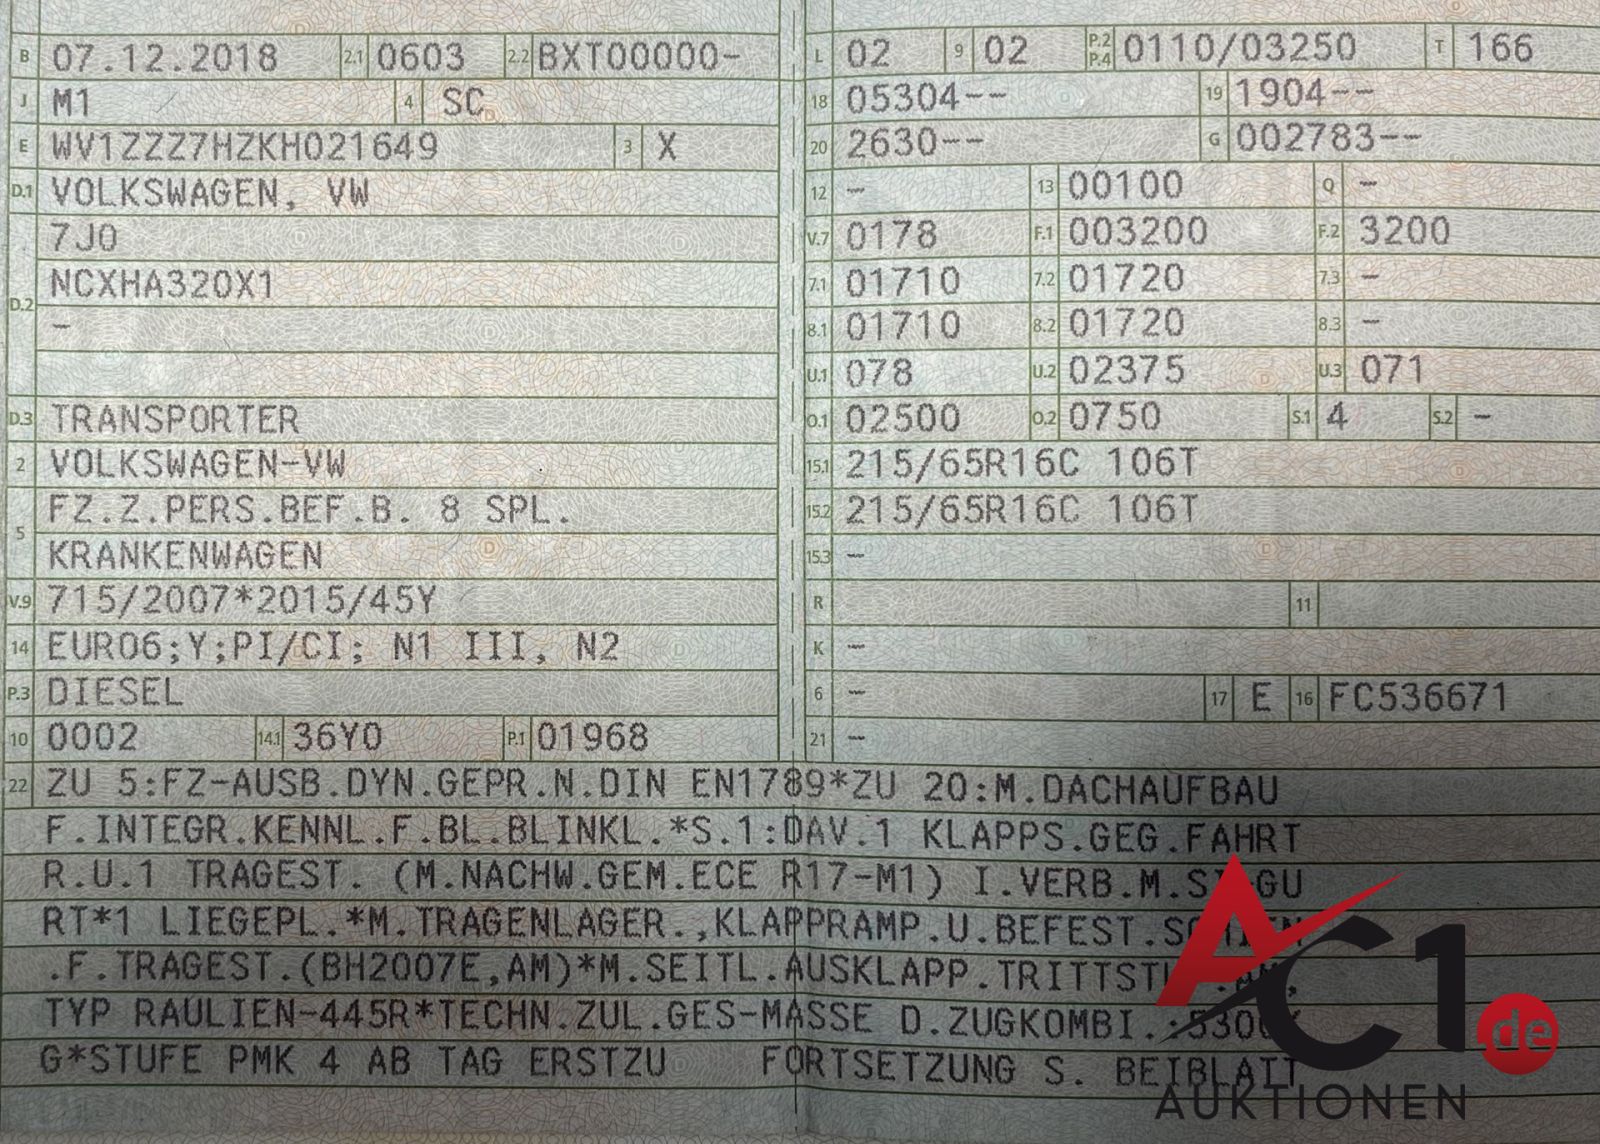 B 07.12.2018 2.1 0603 2.2 BXT00000-
J M1 4 SC
E WV1ZZZ7HZKH021649 3 X
D.1 VOLKSWAGEN, VW
7J0
D.2 NCXHA320X1
-
D.3 TRANSPORTER
2 VOLKSWAGEN-VW
5 FZ.Z.PERS.BEF.B. 8 SPL.
KRANKENWAGEN
V.9 715/2007*2015/45Y
14 EURO6;Y;PI/CI; N1 III, N2
P.3 DIESEL
10 0002 14.1 36Y0 P.1 01968
L 02 9 02 P.2 P.4 0110/03250 T 166
18 05304-- 19 1904--
20 2630-- G 002783--
12 - 13 00100 Q -
V.7 0178 F.1 003200 F.2 3200
7.1 01710 7.2 01720 7.3 -
8.1 01710 8.2 01720 8.3 -
U.1 078 U.2 02375 U.3 071
O.1 02500 O.2 0750 S.1 4 S.2 -
15.1 215/65R16C 106T
15.2 215/65R16C 106T
15.3 -
R 11
K -
6 - 17 E 16 FC536671
21 -
22 ZU 5:FZ-AUSB.DYN.GEPR.N.DIN EN1789*ZU 20:M.DACHAUFBAU
F.INTEGR.KENNL.F.BL.BLINKL.*S.1:DAV.1 KLAPPS.GEG.FAHRT
R.U.1 TRAGEST. (M.NACHW.GEM.ECE R17-M1) I.VERB.M.SI-GU
RT*1 LIEGEPL.*M.TRAGENLAGER.,KLAPPRAMP.U.BEFEST.
.F.TRAGEST.(BH2007E,AM)*M.SEITL.AUSKLAPP.
TYP RAULIEN-445R*TECHN.ZUL.GES-MASSE D.ZUGKOMBI.:5300K
G*STUFE PMK 4 AB TAG ERSTZU FORTSETZUNG S. BEIBLATT
AC1.de
AUKTIONEN